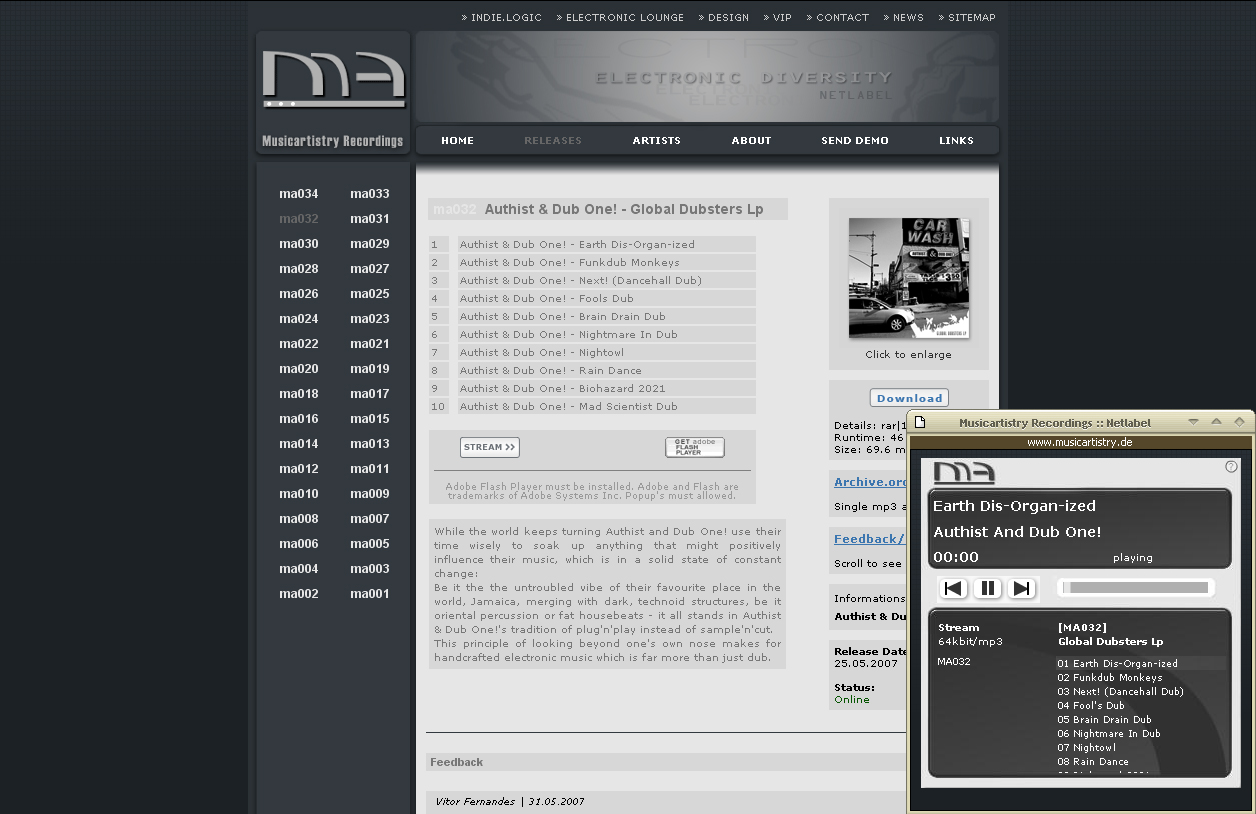 » INDIE.LOGIC » ELECTRONIC LOUNGE » DESIGN » VIP » CONTACT » NEWS » SITEMAP
MA
Musicartistry Recordings
ELECTRONIC DIVERSITY
NETLABEL
HOME RELEASES ARTISTS ABOUT SEND DEMO LINKS
ma034 ma033
ma032 ma031
ma030 ma029
ma028 ma027
ma026 ma025
ma024 ma023
ma022 ma021
ma020 ma019
ma018 ma017
ma016 ma015
ma014 ma013
ma012 ma011
ma010 ma009
ma008 ma007
ma006 ma005
ma004 ma003
ma002 ma001
ma032 Authist & Dub One! - Global Dubsters Lp
1 Authist & Dub One! - Earth Dis-Organ-ized
2 Authist & Dub One! - Funkdub Monkeys
3 Authist & Dub One! - Next! (Dancehall Dub)
4 Authist & Dub One! - Fools Dub
5 Authist & Dub One! - Brain Drain Dub
6 Authist & Dub One! - Nightmare In Dub
7 Authist & Dub One! - Nightowl
8 Authist & Dub One! - Rain Dance
9 Authist & Dub One! - Biohazard 2021
10 Authist & Dub One! - Mad Scientist Dub
STREAM >>
GET adobe
FLASH
PLAYER
Adobe Flash Player must be installed. Adobe and Flash are
trademarks of Adobe Systems Inc. Popup's must allowed.
While the world keeps turning Authist and Dub One! use their
time wisely to soak up anything that might positively
influence their music, which is in a solid state of constant
change:
Be it the the untroubled vibe of their favourite place in the
world, Jamaica, merging with dark, technoid structures, be it
oriental percussion or fat housebeats - it all stands in Authist
& Dub One!'s tradition of plug'n'play instead of sample'n'cut.
This principle of looking beyond one's own nose makes for
handcrafted electronic music which is far more than just dub.
Feedback
Vitor Fernandes | 31.05.2007
CAR
WASH
GLOBAL DUBSTERS LP
Click to enlarge
Download
Details: rar|1
Runtime: 46
Size: 69.6 m
Archive.org
Single mp3 a
Feedback/
Scroll to see
Informations
Authist & Du
Release Date
25.05.2007
Status:
Online
Musicartistry Recordings :: Netlabel
www.musicartistry.de
MA
?
Earth Dis-Organ-ized
Authist And Dub One!
00:00 playing
Stream
64kbit/mp3
MA032
[MA032]
Global Dubsters Lp
01 Earth Dis-Organ-ized
02 Funkdub Monkeys
03 Next! (Dancehall Dub)
04 Fool's Dub
05 Brain Drain Dub
06 Nightmare In Dub
07 Nightowl
08 Rain Dance